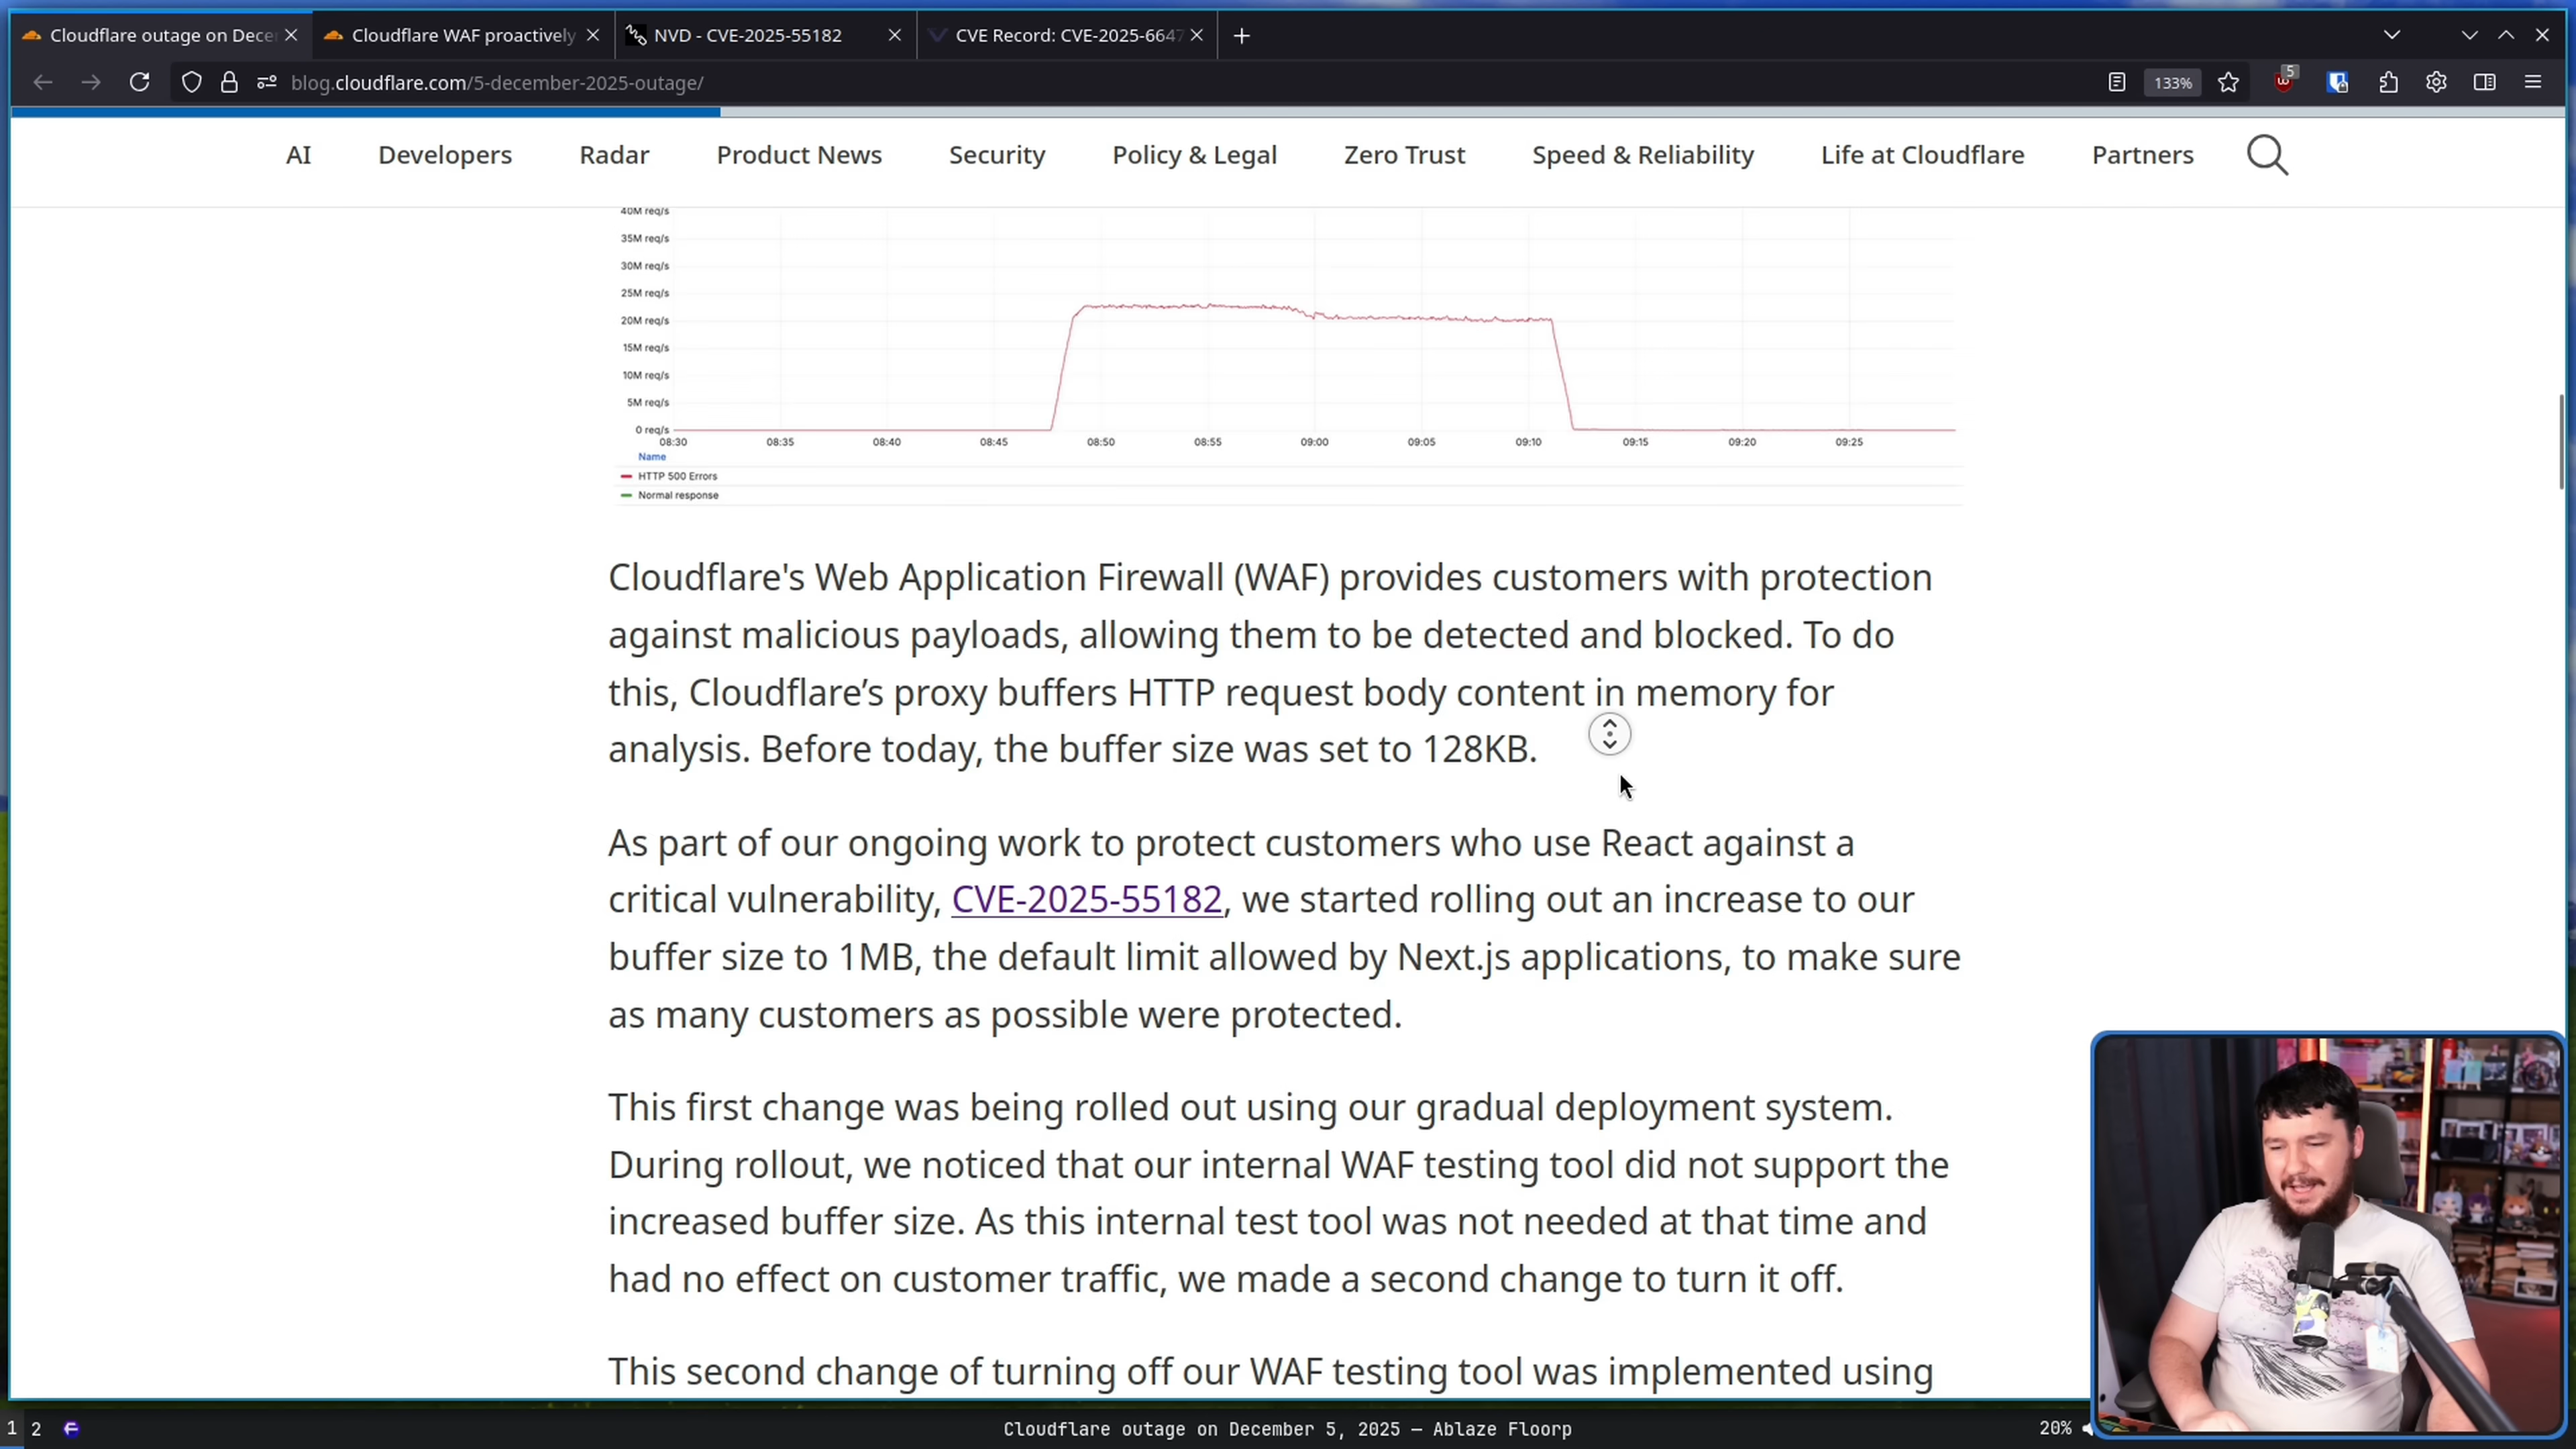 Cloudflare outage on Dece
Cloudflare WAF proactively
NVD - CVE-2025-55182
CVE Record: CVE-2025-6647
blog.cloudflare.com/5-december-2025-outage/
133%
5
AI
Developers
Radar
Product News
Security
Policy & Legal
Zero Trust
Speed & Reliability
Life at Cloudflare
Partners
40M req/s
35M req/s
30M req/s
25M req/s
20M req/s
15M req/s
10M req/s
5M req/s
0 req/s
08:30 08:35 08:40 08:45 08:50 08:55 09:00 09:05 09:10 09:15 09:20 09:25
Name
HTTP 500 Errors
Normal response
Cloudflare's Web Application Firewall (WAF) provides customers with protection
against malicious payloads, allowing them to be detected and blocked. To do
this, Cloudflare’s proxy buffers HTTP request body content in memory for
analysis. Before today, the buffer size was set to 128KB.
As part of our ongoing work to protect customers who use React against a
critical vulnerability, CVE-2025-55182, we started rolling out an increase to our
buffer size to 1MB, the default limit allowed by Next.js applications, to make sure
as many customers as possible were protected.
This first change was being rolled out using our gradual deployment system.
During rollout, we noticed that our internal WAF testing tool did not support the
increased buffer size. As this internal test tool was not needed at that time and
had no effect on customer traffic, we made a second change to turn it off.
This second change of turning off our WAF testing tool was implemented using
1 2
Cloudflare outage on December 5, 2025 — Ablaze Floorp
20%